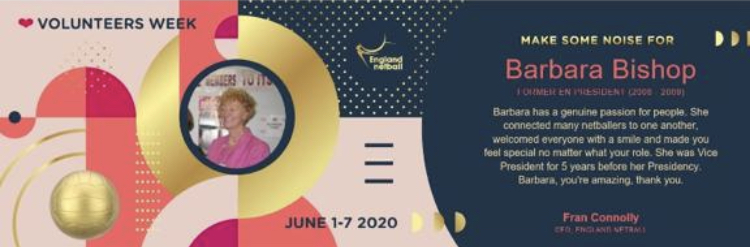 VOLUNTEERS WEEK
England
netball
JUNE 1-7 2020
MAKE SOME NOISE FOR
Barbara Bishop
FORMER EN PRESIDENT (2006 - 2009)
Barbara has a genuine passion for people. She
connected many netballers to one another,
welcomed everyone with a smile and made you
feel special no matter what your role. She was Vice
President for 5 years before her Presidency.
Barbara, you're amazing, thank you.
Fran Connolly
CEO, ENGLAND NETBALL